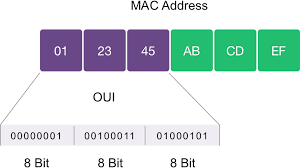 MAC Address
01 23 45 AB CD EF
OUI
00000001 00100011 01000101
8 Bit 8 Bit 8 Bit